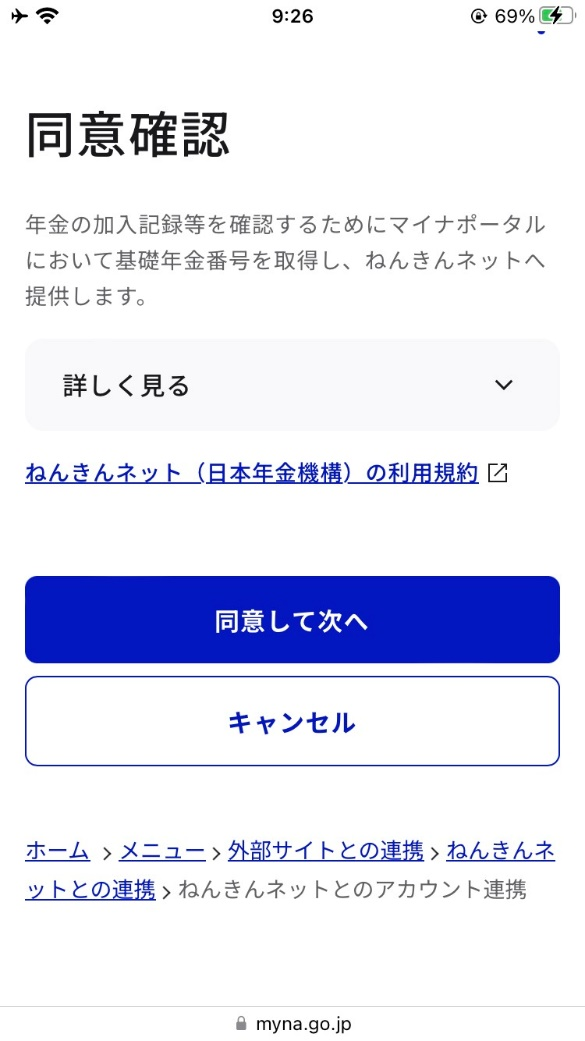 9:26
69%
同意確認
年金の加入記録等を確認するためにマイナポータル
において基礎年金番号を取得し、ねんきんネットへ
提供します。
詳しく見る
ねんきんネット（日本年金機構）の利用規約
同意して次へ
キャンセル
ホーム > メニュー > 外部サイトとの連携 > ねんきんネ
ットとの連携 > ねんきんネットとのアカウント連携
myna.go.jp